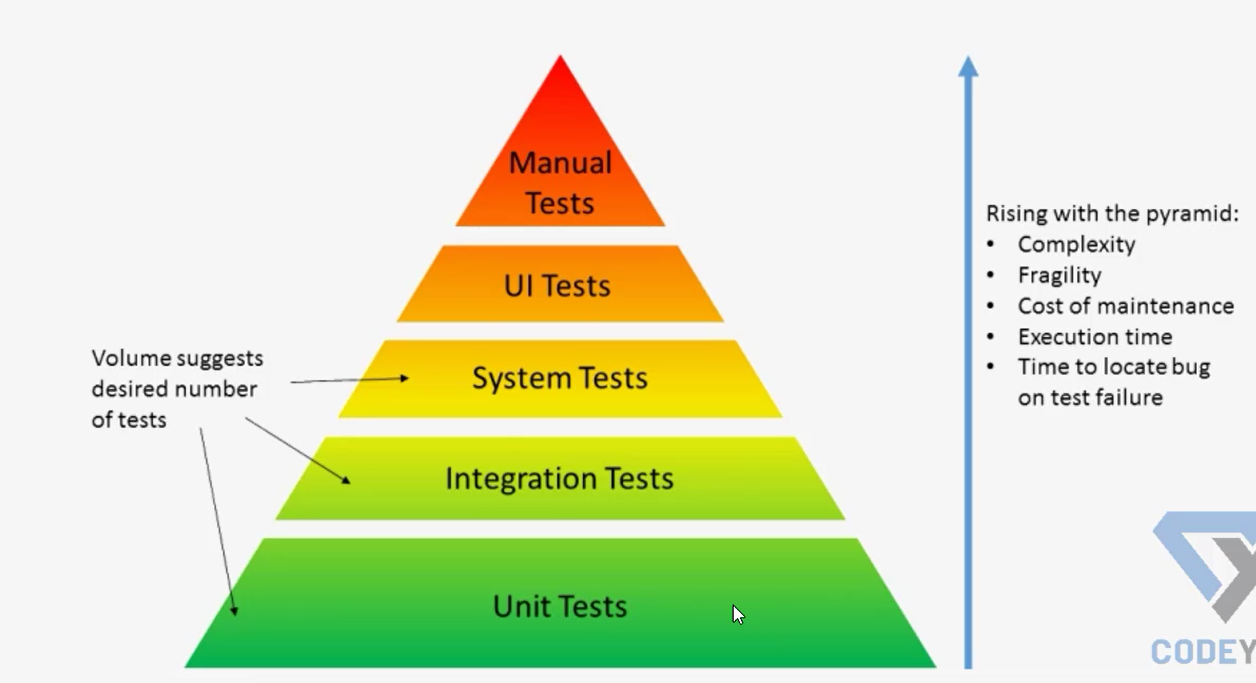 Manual
Tests
UI Tests
System Tests
Integration Tests
Unit Tests
Volume suggests
desired number
of tests
Rising with the pyramid:
• Complexity
• Fragility
• Cost of maintenance
• Execution time
• Time to locate bug
on test failure